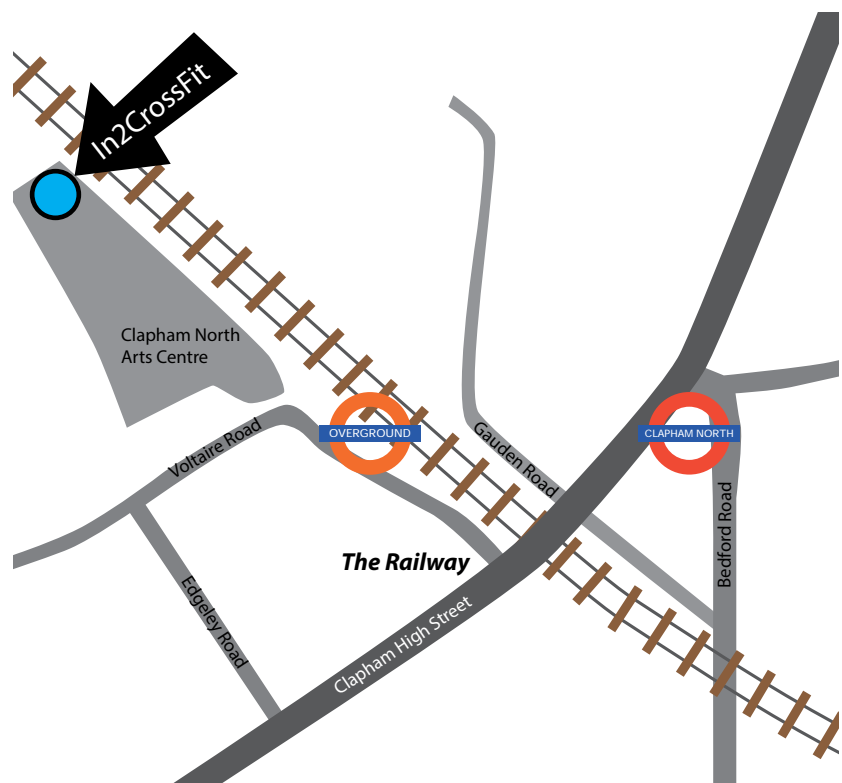 In2CrossFit
Clapham North
Arts Centre
Voltaire Road
OVERGROUND
CLAPHAM NORTH
Gauden Road
Bedford Road
The Railway
Edgeley Road
Clapham High Street